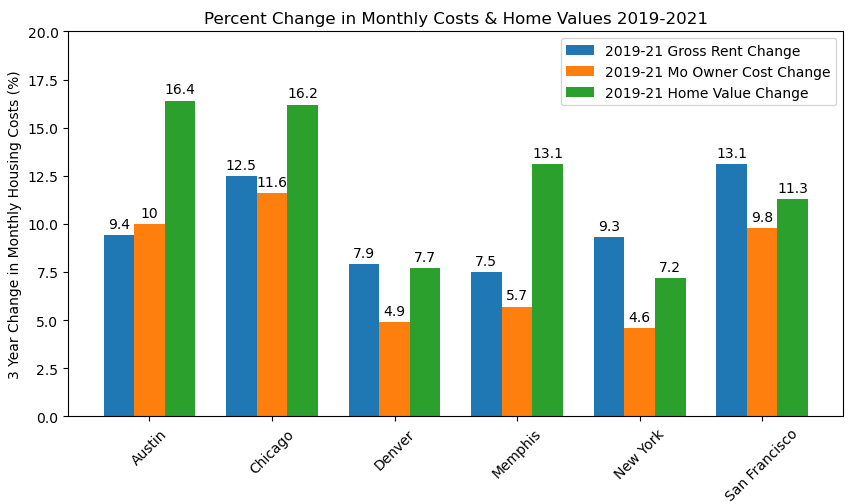 Percent Change in Monthly Costs & Home Values 2019-2021
3 Year Change in Monthly Housing Costs (%)
20.0
17.5
15.0
12.5
10.0
7.5
5.0
2.5
0.0
2019-21 Gross Rent Change
2019-21 Mo Owner Cost Change
2019-21 Home Value Change
9.4
10
16.4
12.5
11.6
16.2
7.9
4.9
7.7
7.5
5.7
13.1
9.3
4.6
7.2
13.1
9.8
11.3
Austin
Chicago
Denver
Memphis
New York
San Francisco